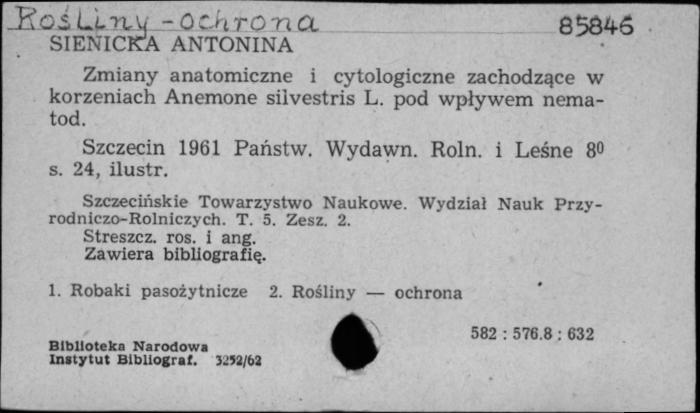 Rośliny - ochrona 85846
SIENICKA ANTONINA
Zmiany anatomiczne i cytologiczne zachodzące w
korzeniach Anemone silvestris L. pod wpływem nema-
tod.
Szczecin 1961 Państw. Wydawn. Roln. i Leśne 8⁰
s. 24, ilustr.
Szczecińskie Towarzystwo Naukowe. Wydział Nauk Przy-
rodniczo-Rolniczych. T. 5. Zesz. 2.
Streszcz. ros. i ang.
Zawiera bibliografię.
1. Robaki pasożytnicze 2. Rośliny — ochrona
582 : 576.8 : 632
Biblioteka Narodowa
Instytut Bibliograf. 3252/62